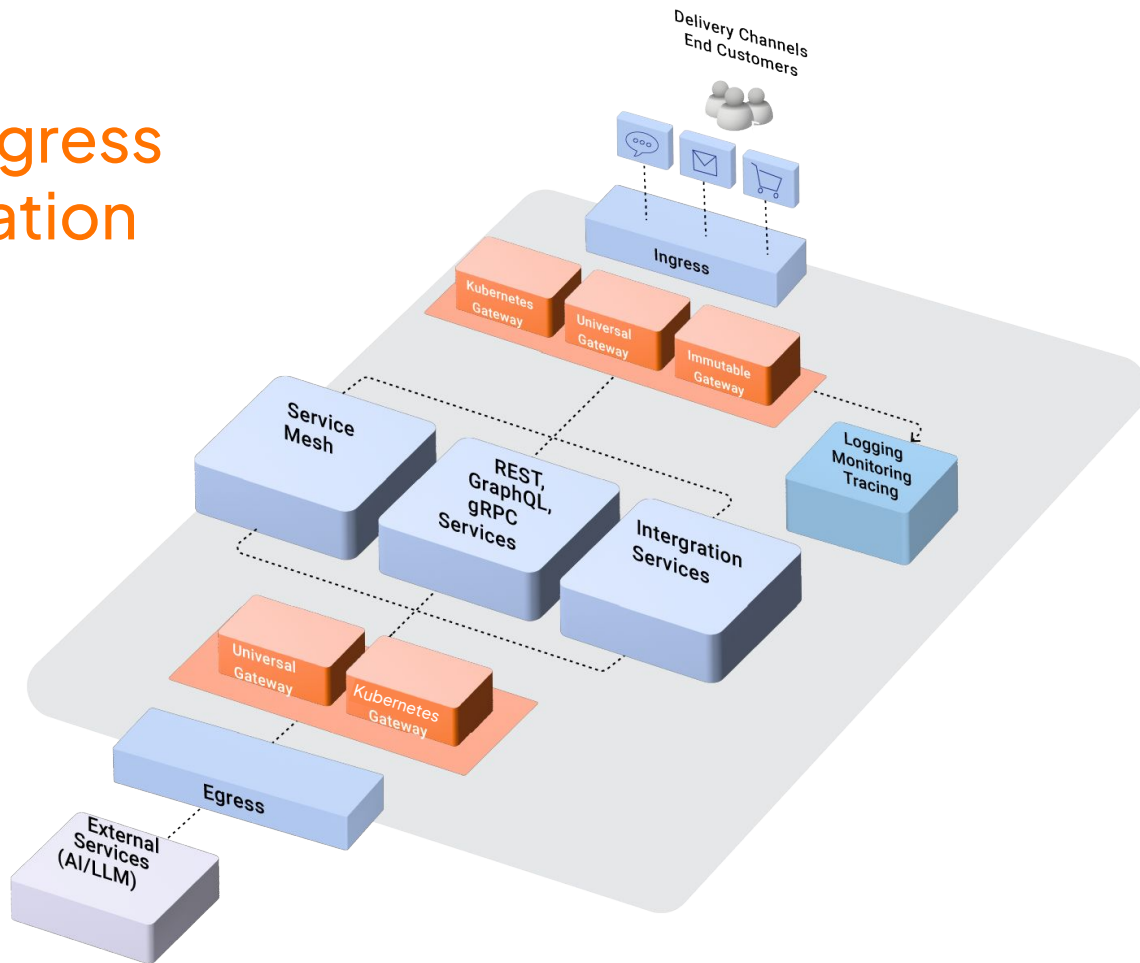 gress
ation
Delivery Channels
End Customers
Ingress
Kubernetes
Gateway
Universal
Gateway
Immutable
Gateway
Service
Mesh
REST,
GraphQL,
gRPC
Services
Intergration
Services
Logging
Monitoring
Tracing
Universal
Gateway
Kubernetes
Gateway
Egress
External
Services
(AI/LLM)